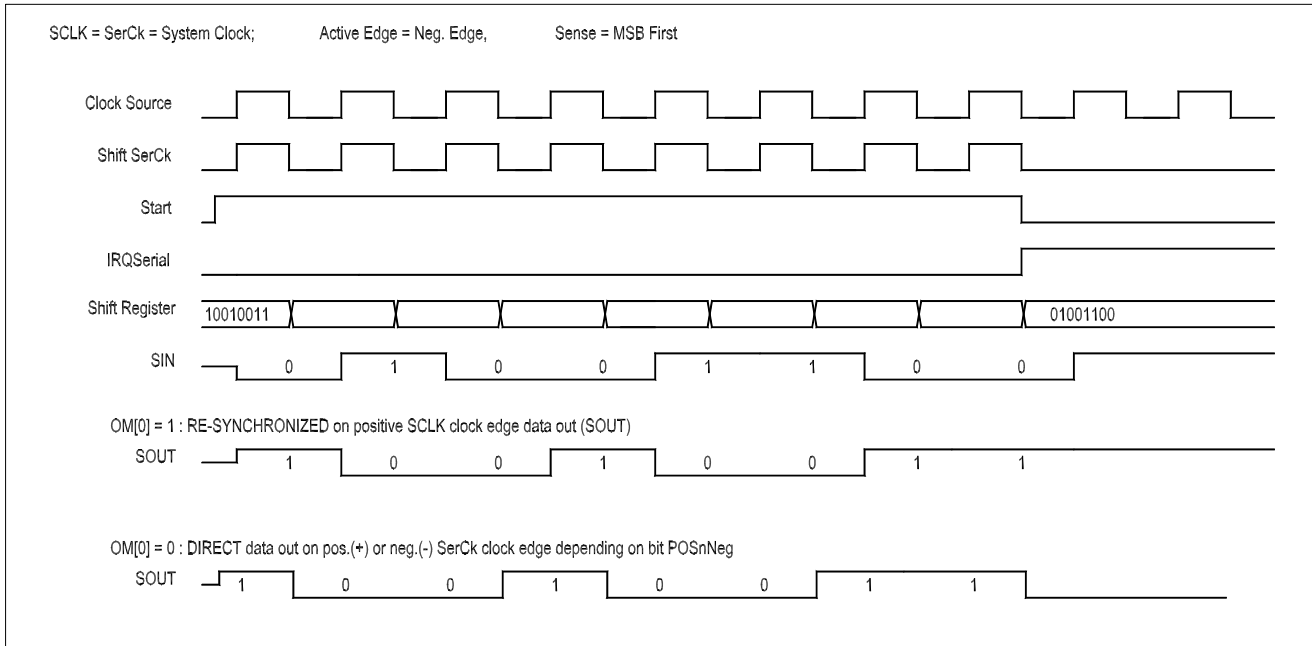 SCLK = SerCk = System Clock; Active Edge = Neg. Edge, Sense = MSB First
Clock Source
Shift SerCk
Start
IRQSerial
Shift Register 10010011 01001100
SIN 0 1 0 0 1 1 0 0
OM[0] = 1 : RE-SYNCHRONIZED on positive SCLK clock edge data out (SOUT)
SOUT 1 0 0 1 0 0 1 1
OM[0] = 0 : DIRECT data out on pos.(+) or neg.(-) SerCk clock edge depending on bit POSnNeg
SOUT 1 0 0 1 0 0 1 1